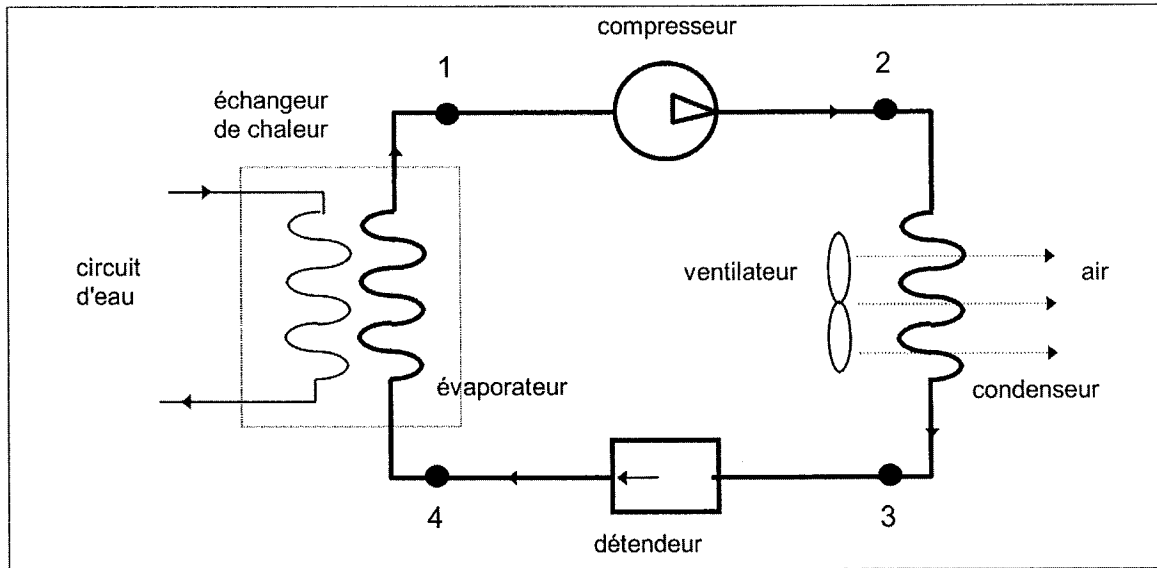 compresseur
1
2
échangeur
de chaleur
circuit
d'eau
ventilateur
air
évaporateur
condenseur
4
3
détendeur